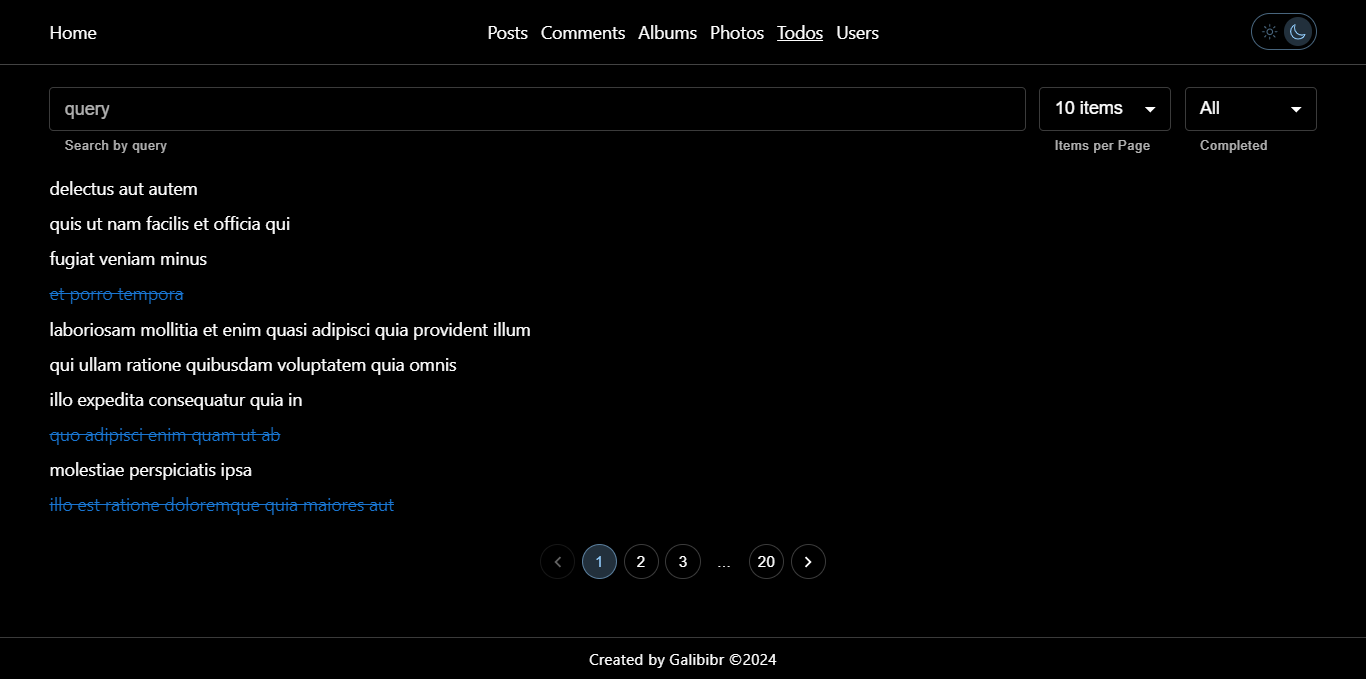 Home Posts Comments Albums Photos Todos Users
query 10 items All
Search by query Items per Page Completed
delectus aut autem
quis ut nam facilis et officia qui
fugiat veniam minus
et porro tempora
laboriosam mollitia et enim quasi adipisci quia provident illum
qui ullam ratione quibusdam voluptatem quia omnis
illo expedita consequatur quia in
quo adipisci enim quam ut ab
molestiae perspiciatis ipsa
illo est ratione doloremque quia maiores aut
1 2 3 ... 20
Created by Galibibr ©2024